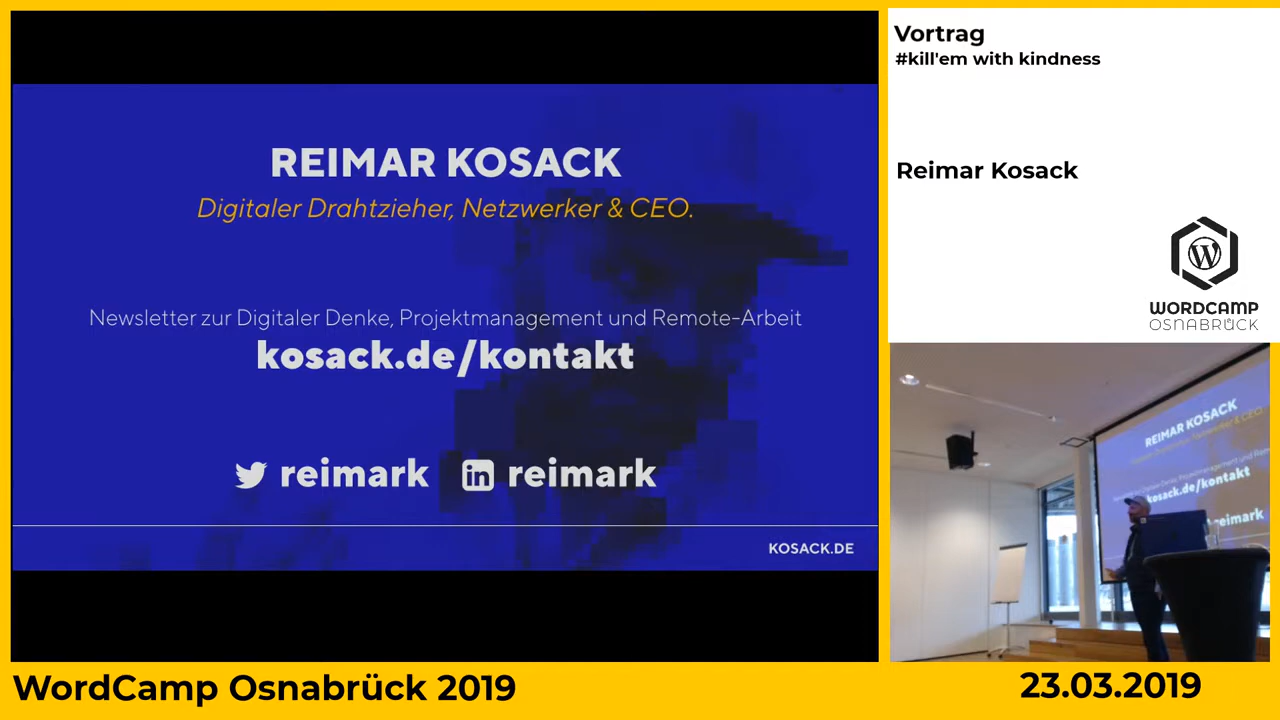 REIMAR KOSACK
Digitaler Drahtzieher, Netzwerker & CEO.
Newsletter zur Digitaler Denke, Projektmanagement und Remote-Arbeit
kosack.de/kontakt
reimark reimark
KOSACK.DE
Vortrag
#kill'em with kindness
Reimar Kosack
WORDCAMP
OSNABRÜCK
REIMAR KOSACK
kosack.de/kontakt
reimark
WordCamp Osnabrück 2019
23.03.2019